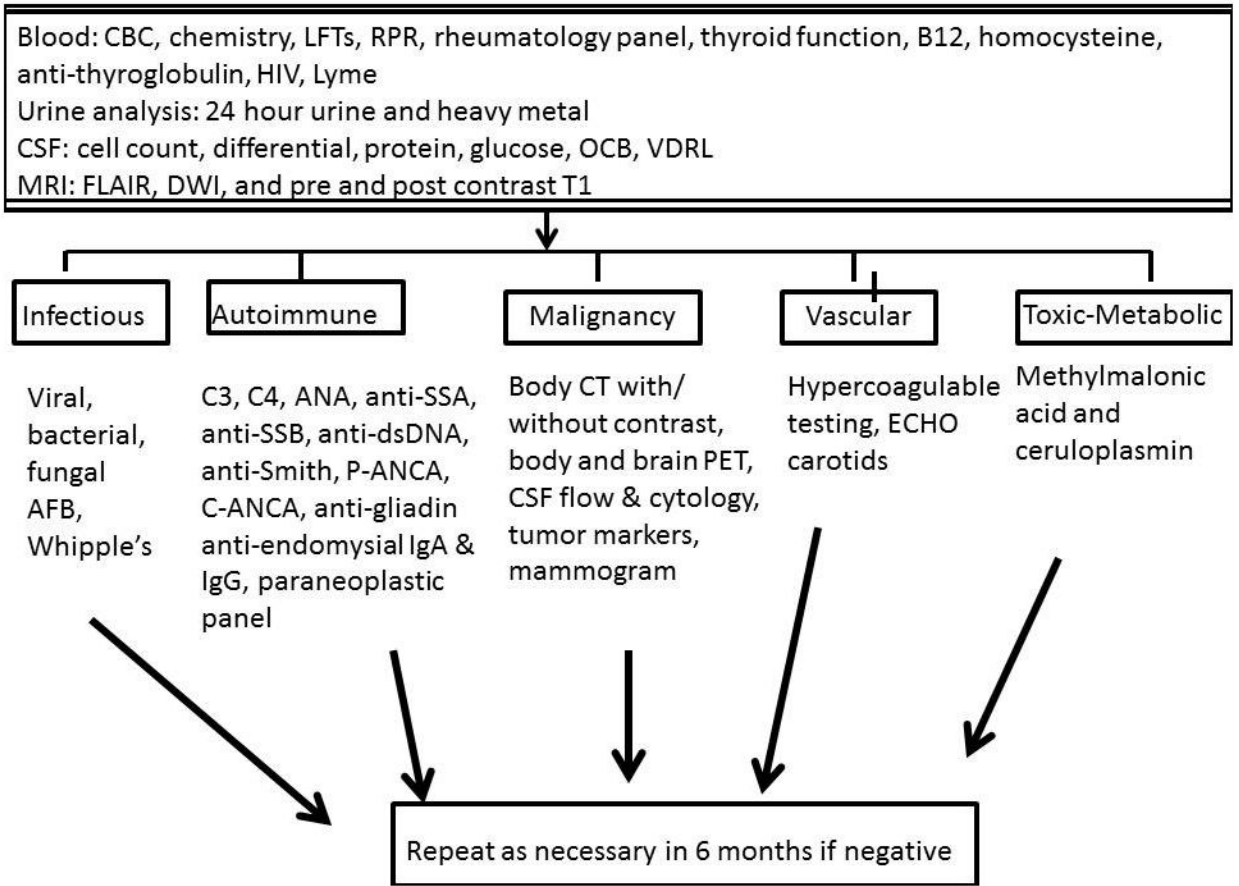 Blood: CBC, chemistry, LFTs, RPR, rheumatology panel, thyroid function, B12, homocysteine,
anti-thyroglobulin, HIV, Lyme
Urine analysis: 24 hour urine and heavy metal
CSF: cell count, differential, protein, glucose, OCB, VDRL
MRI: FLAIR, DWI, and pre and post contrast T1
Infectious
Autoimmune
Malignancy
Vascular
Toxic-Metabolic
Viral,
bacterial,
fungal
AFB,
Whipple's
C3, C4, ANA, anti-SSA,
anti-SSB, anti-dsDNA,
anti-Smith, P-ANCA,
C-ANCA, anti-gliadin
anti-endomysial IgA &
IgG, paraneoplastic
panel
Body CT with/
without contrast,
body and brain PET,
CSF flow & cytology,
tumor markers,
mammogram
Hypercoagulable
testing, ECHO
carotids
Methylmalonic
acid and
ceruloplasmin
Repeat as necessary in 6 months if negative